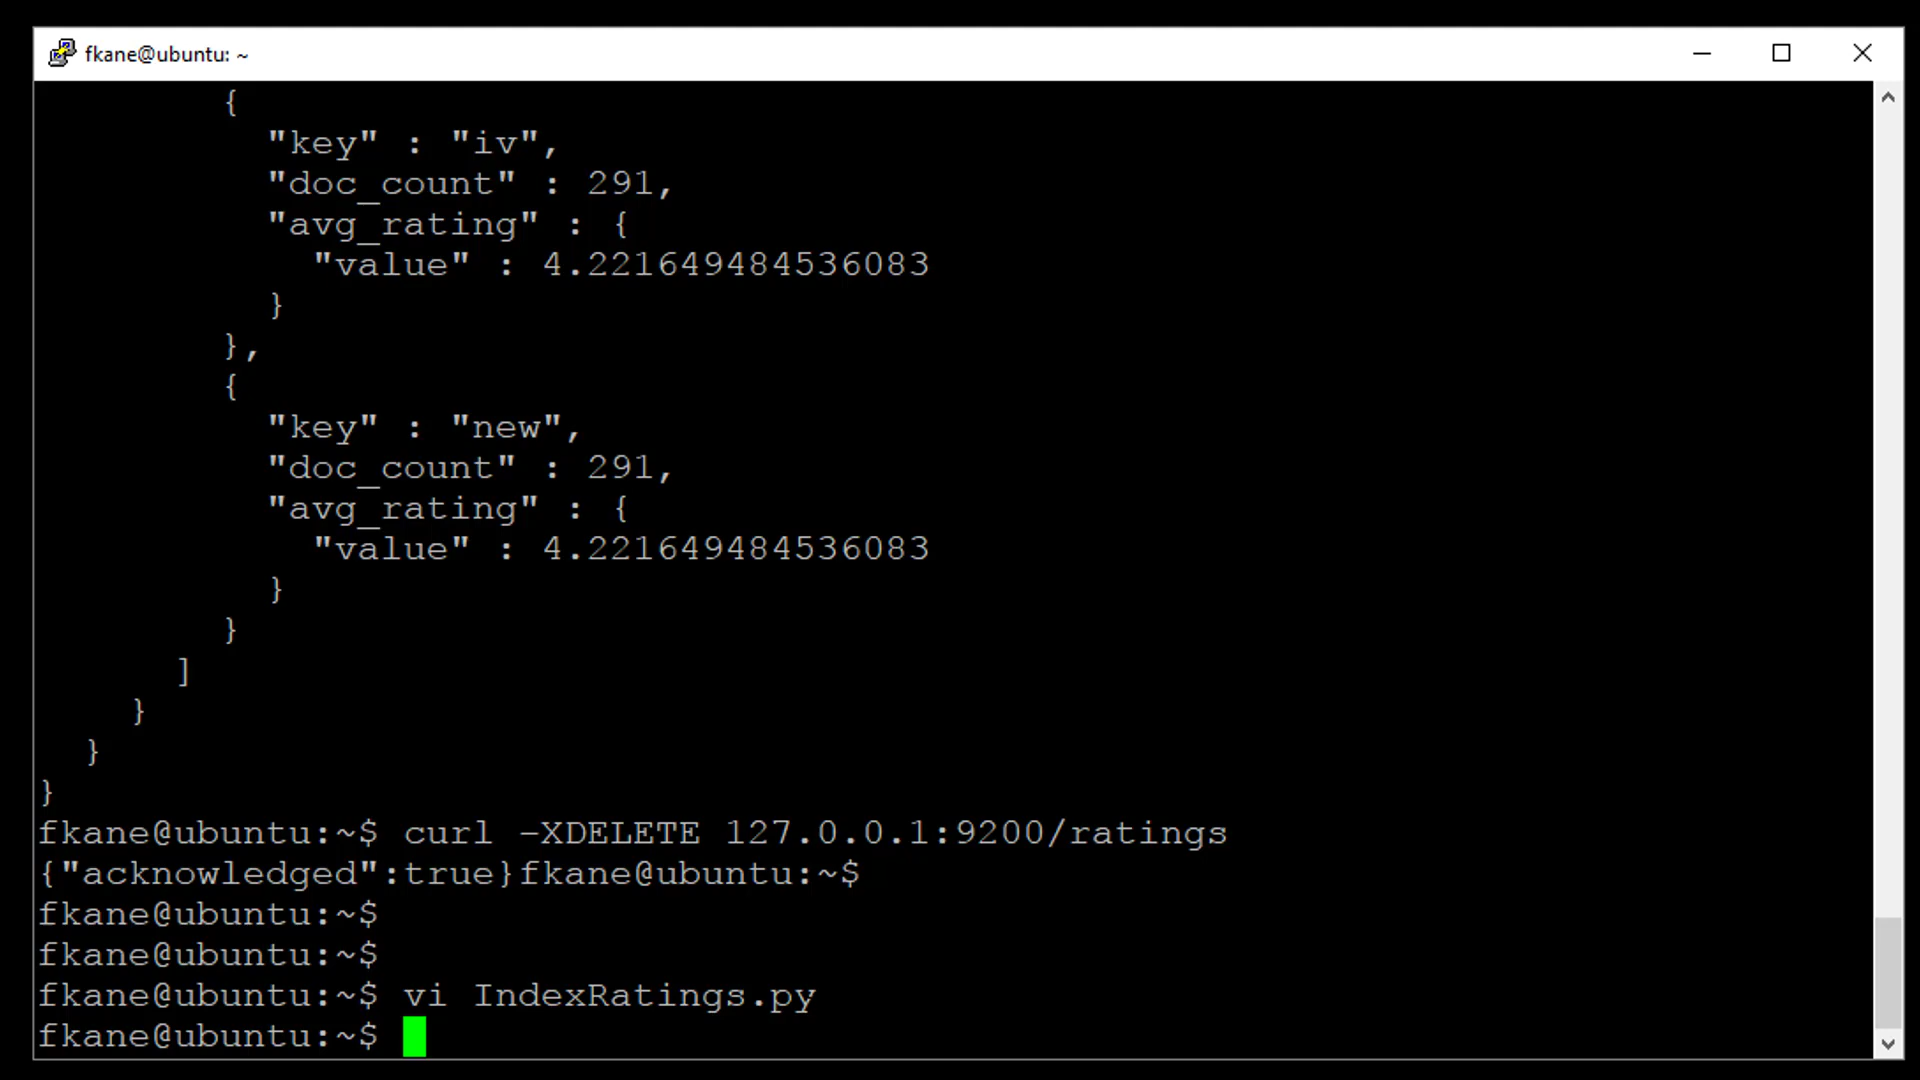 fkane@ubuntu: ~
{
"key" : "iv",
"doc_count" : 291,
"avg_rating" : {
"value" : 4.221649484536083
}
},
{
"key" : "new",
"doc_count" : 291,
"avg_rating" : {
"value" : 4.221649484536083
}
}
]
}
}
}
fkane@ubuntu:~$ curl -XDELETE 127.0.0.1:9200/ratings
{"acknowledged":true}fkane@ubuntu:~$
fkane@ubuntu:~$
fkane@ubuntu:~$
fkane@ubuntu:~$ vi IndexRatings.py
fkane@ubuntu:~$